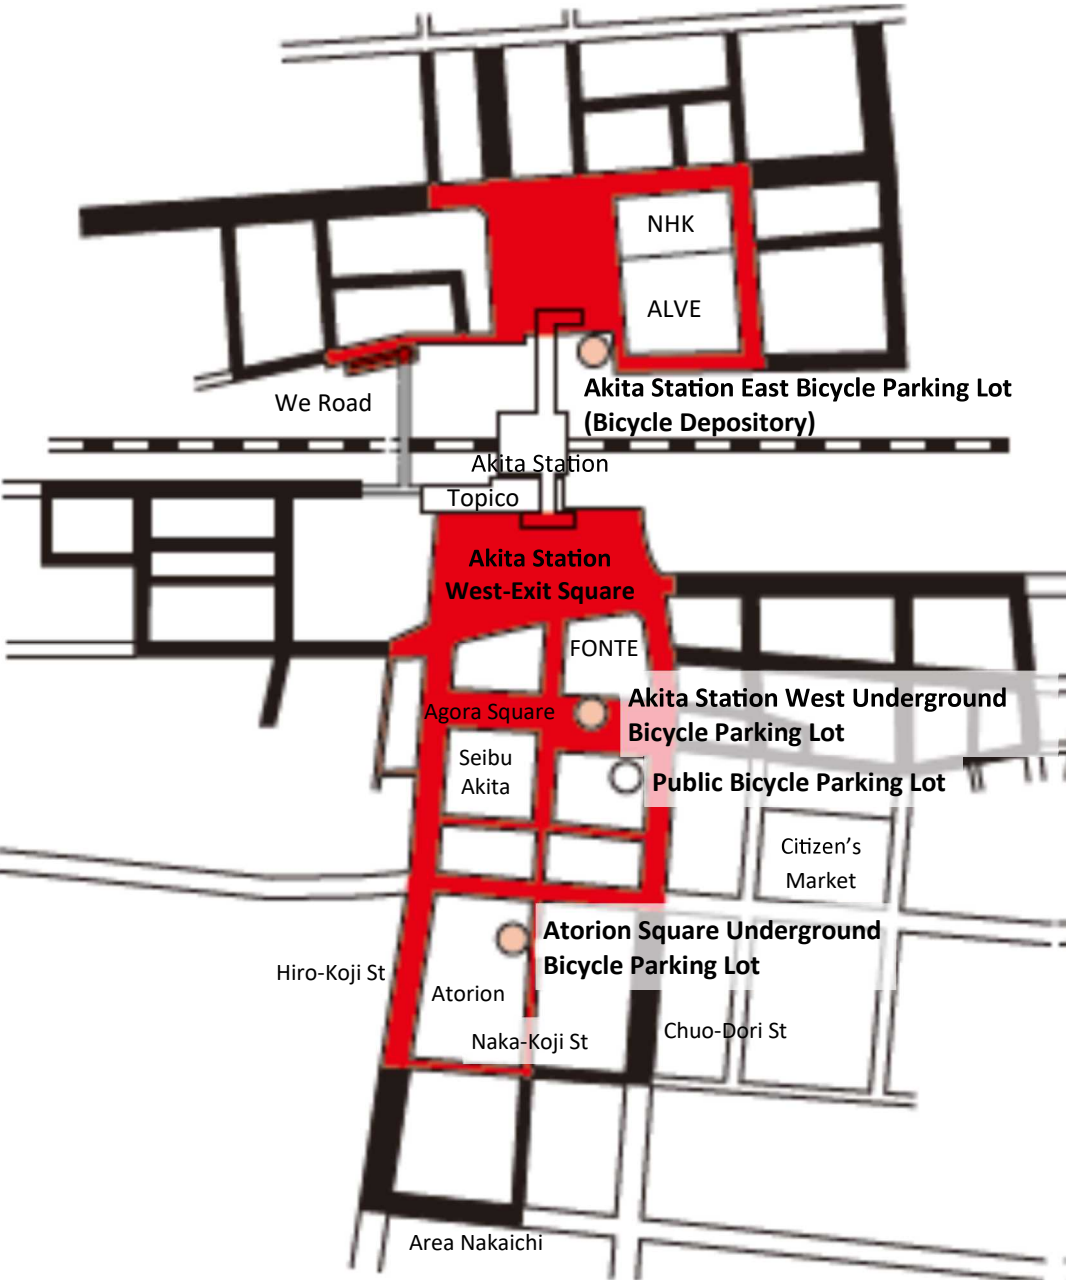 NHK
ALVE
Akita Station East Bicycle Parking Lot
(Bicycle Depository)
We Road
Akita Station
Topico
Akita Station
West-Exit Square
FONTE
Akita Station West Underground
Bicycle Parking Lot
Agora Square
Seibu
Akita
Public Bicycle Parking Lot
Citizen’s
Market
Atorion Square Underground
Bicycle Parking Lot
Hiro-Koji St
Atorion
Naka-Koji St
Chuo-Dori St
Area Nakaichi